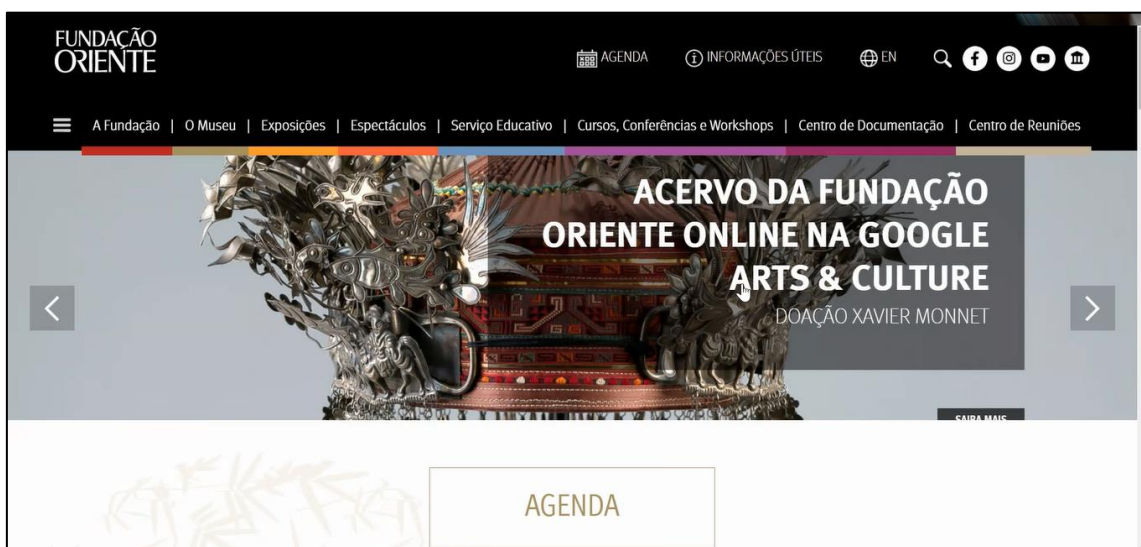 FUNDAÇÃO
ORIENTE
AGENDA
INFORMAÇÕES ÚTEIS
EN
A Fundação | O Museu | Exposições | Espectáculos | Serviço Educativo | Cursos, Conferências e Workshops | Centro de Documentação | Centro de Reuniões
ACERVO DA FUNDAÇÃO
ORIENTE ONLINE NA GOOGLE
ARTS & CULTURE
DOAÇÃO XAVIER MONNET
SAIBA MAIS
AGENDA